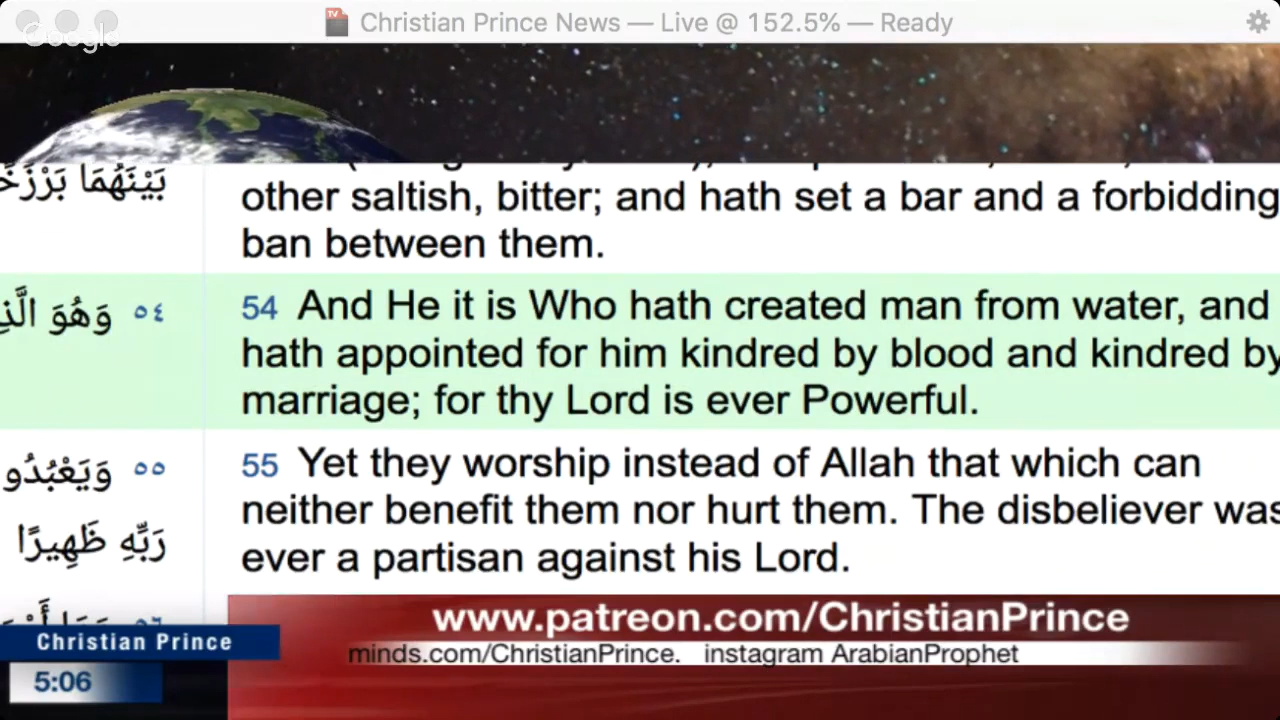 Google
Christian Prince News — Live @ 152.5% — Ready
بَيْنَهُمَا بَرْزَخً
other saltish, bitter; and hath set a bar and a forbidding
ban between them.
٥٤ وَهُوَ الَّذِ
54 And He it is Who hath created man from water, and
hath appointed for him kindred by blood and kindred by
marriage; for thy Lord is ever Powerful.
٥٥ وَيَعْبُدُو
رَبِّهِ ظَهِيرًا
55 Yet they worship instead of Allah that which can
neither benefit them nor hurt them. The disbeliever was
ever a partisan against his Lord.
www.patreon.com/ChristianPrince
minds.com/ChristianPrince. instagram ArabianProphet
Christian Prince
5:06